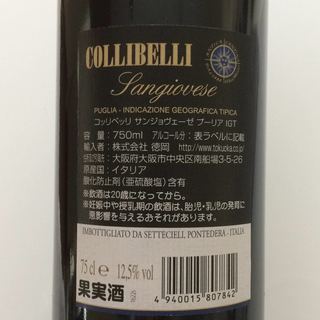 COLLIBELLI
Sangiovese
PUGLIA - INDICAZIONE GEOGRAFICA TIPICA
コッリベッリ サンジョヴェーゼ プーリア IGT
容量：750ml アルコール分：表ラベルに記載
輸入者：株式会社 徳岡 http://www.tokuoka.co.jp
大阪府大阪市中央区南船場3-5-26
原産国：イタリア
酸化防止剤（亜硫酸塩）含有
※飲酒は20歳になってから。
※妊娠中や授乳期の飲酒は、胎児・乳児の発育に
悪影響を与えるおそれがあります。
IMBOTTIGLIATO DA SETTECIELI, PONTEDERA - ITALIA
75 cl e 12,5% vol
果実酒
4 940015 807842